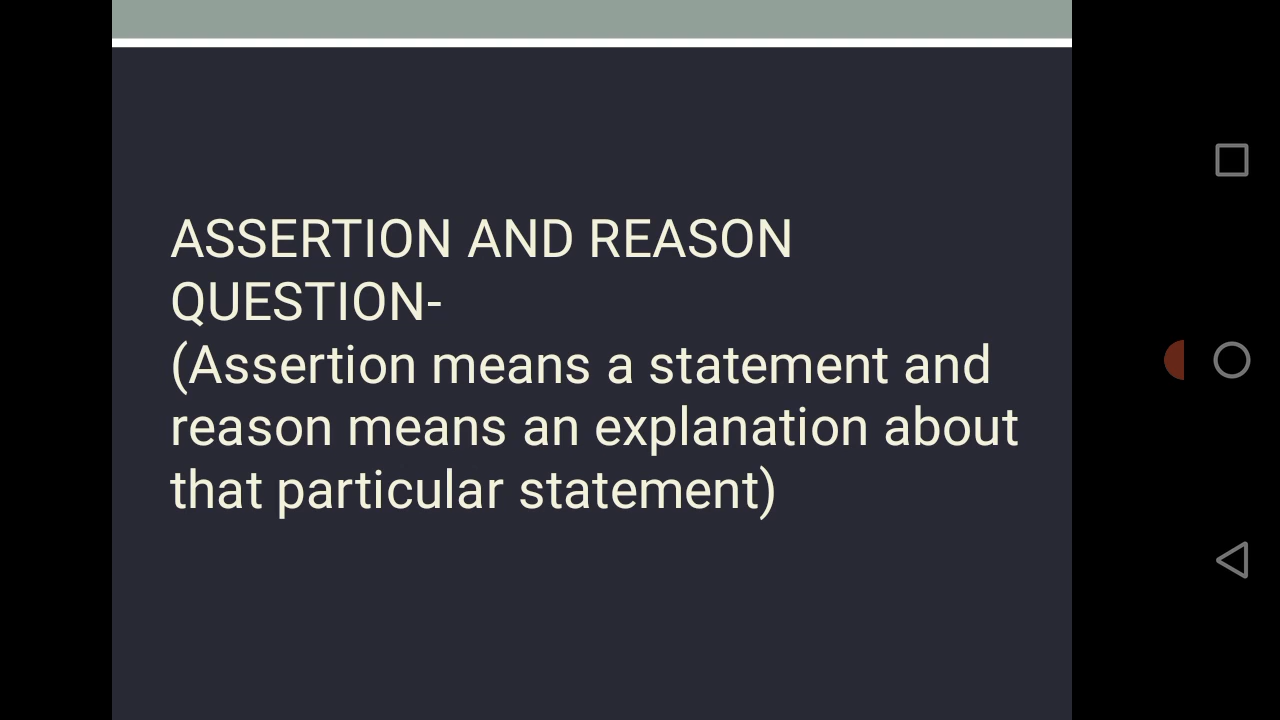 ASSERTION AND REASON
QUESTION-
(Assertion means a statement and
reason means an explanation about
that particular statement)